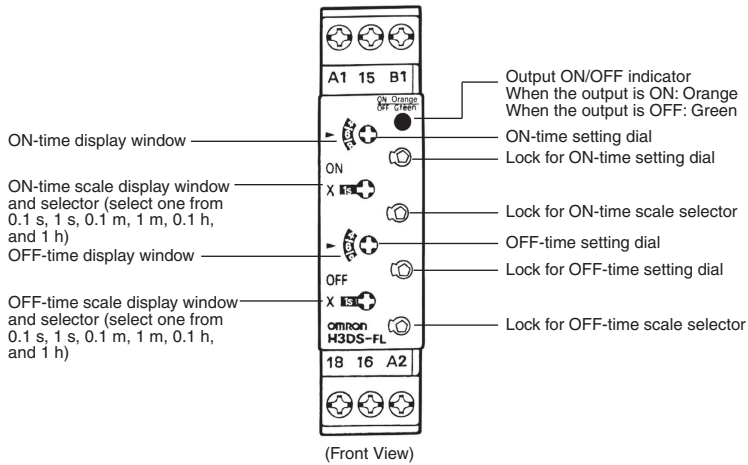 A1 15 B1
ON Orange
OFF Green
ON
X 1s
OFF
X 1s
OMRON
H3DS-FL
18 16 A2
(Front View)
ON-time display window
ON-time scale display window
and selector (select one from
0.1 s, 1 s, 0.1 m, 1 m, 0.1 h,
and 1 h)
OFF-time display window
OFF-time scale display window
and selector (select one from
0.1 s, 1 s, 0.1 m, 1 m, 0.1 h,
and 1 h)
Output ON/OFF indicator
When the output is ON: Orange
When the output is OFF: Green
ON-time setting dial
Lock for ON-time setting dial
Lock for ON-time scale selector
OFF-time setting dial
Lock for OFF-time setting dial
Lock for OFF-time scale selector